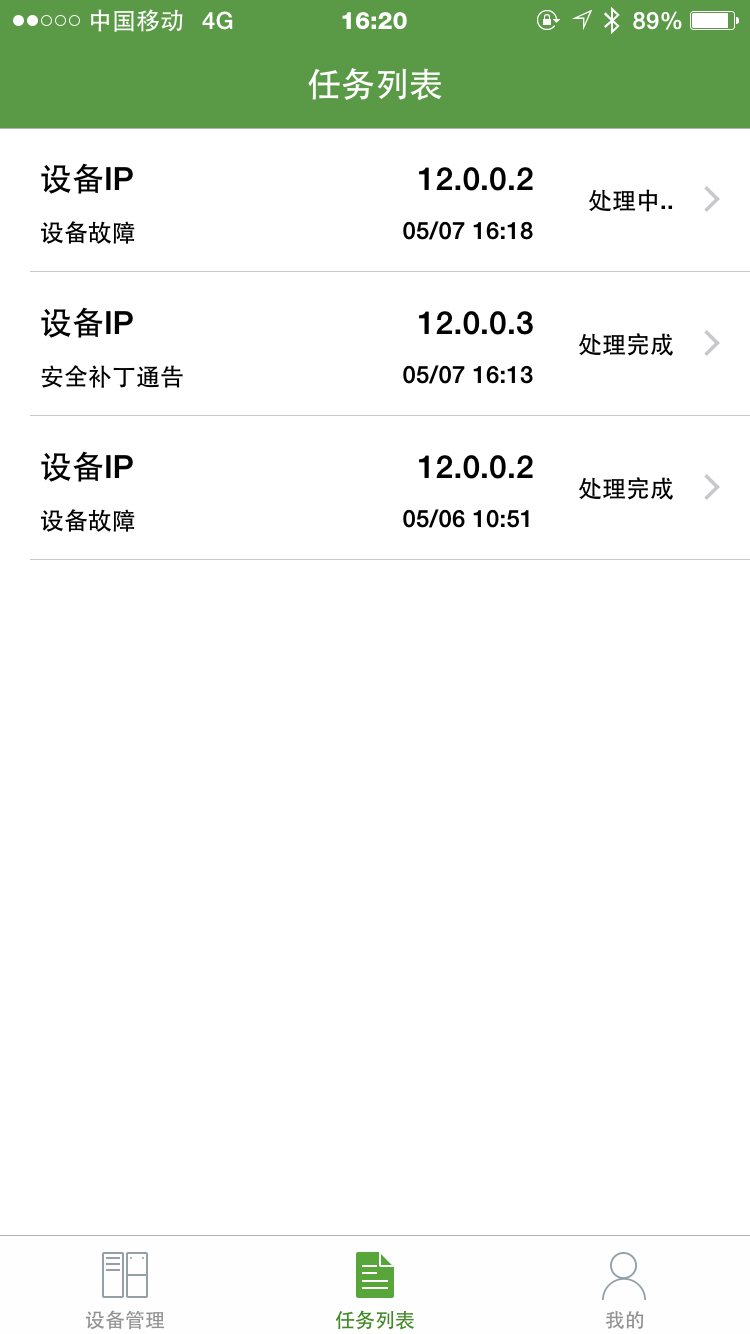 中国移动 4G 16:20 89%
任务列表
设备IP 12.0.0.2
处理中..
设备故障 05/07 16:18
设备IP 12.0.0.3
处理完成
安全补丁通告 05/07 16:13
设备IP 12.0.0.2
处理完成
设备故障 05/06 10:51
设备管理 任务列表 我的